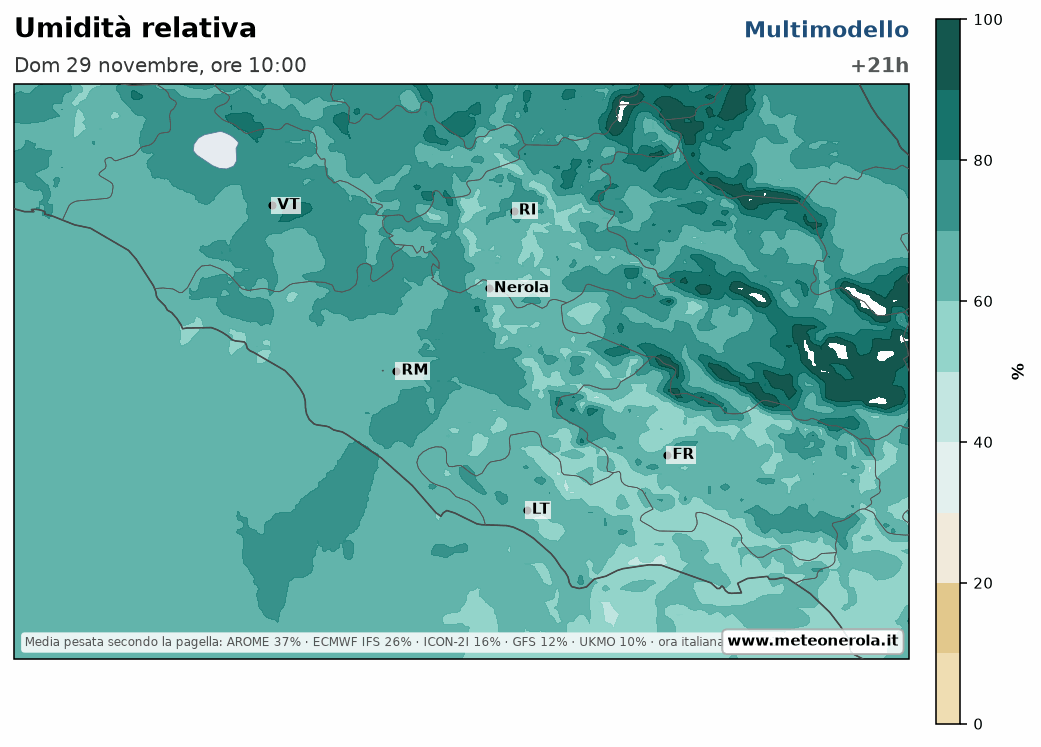 Umidità relativa
Multimodello
Dom 29 novembre, ore 10:00
+21h
100
80
60
40
20
0
%
VT
RI
Nerola
RM
FR
LT
Media pesata secondo la pagella: AROME 37% · ECMWF IFS 26% · ICON-2I 16% · GFS 12% · UKMO 10% · ora italiana
www.meteonerola.it